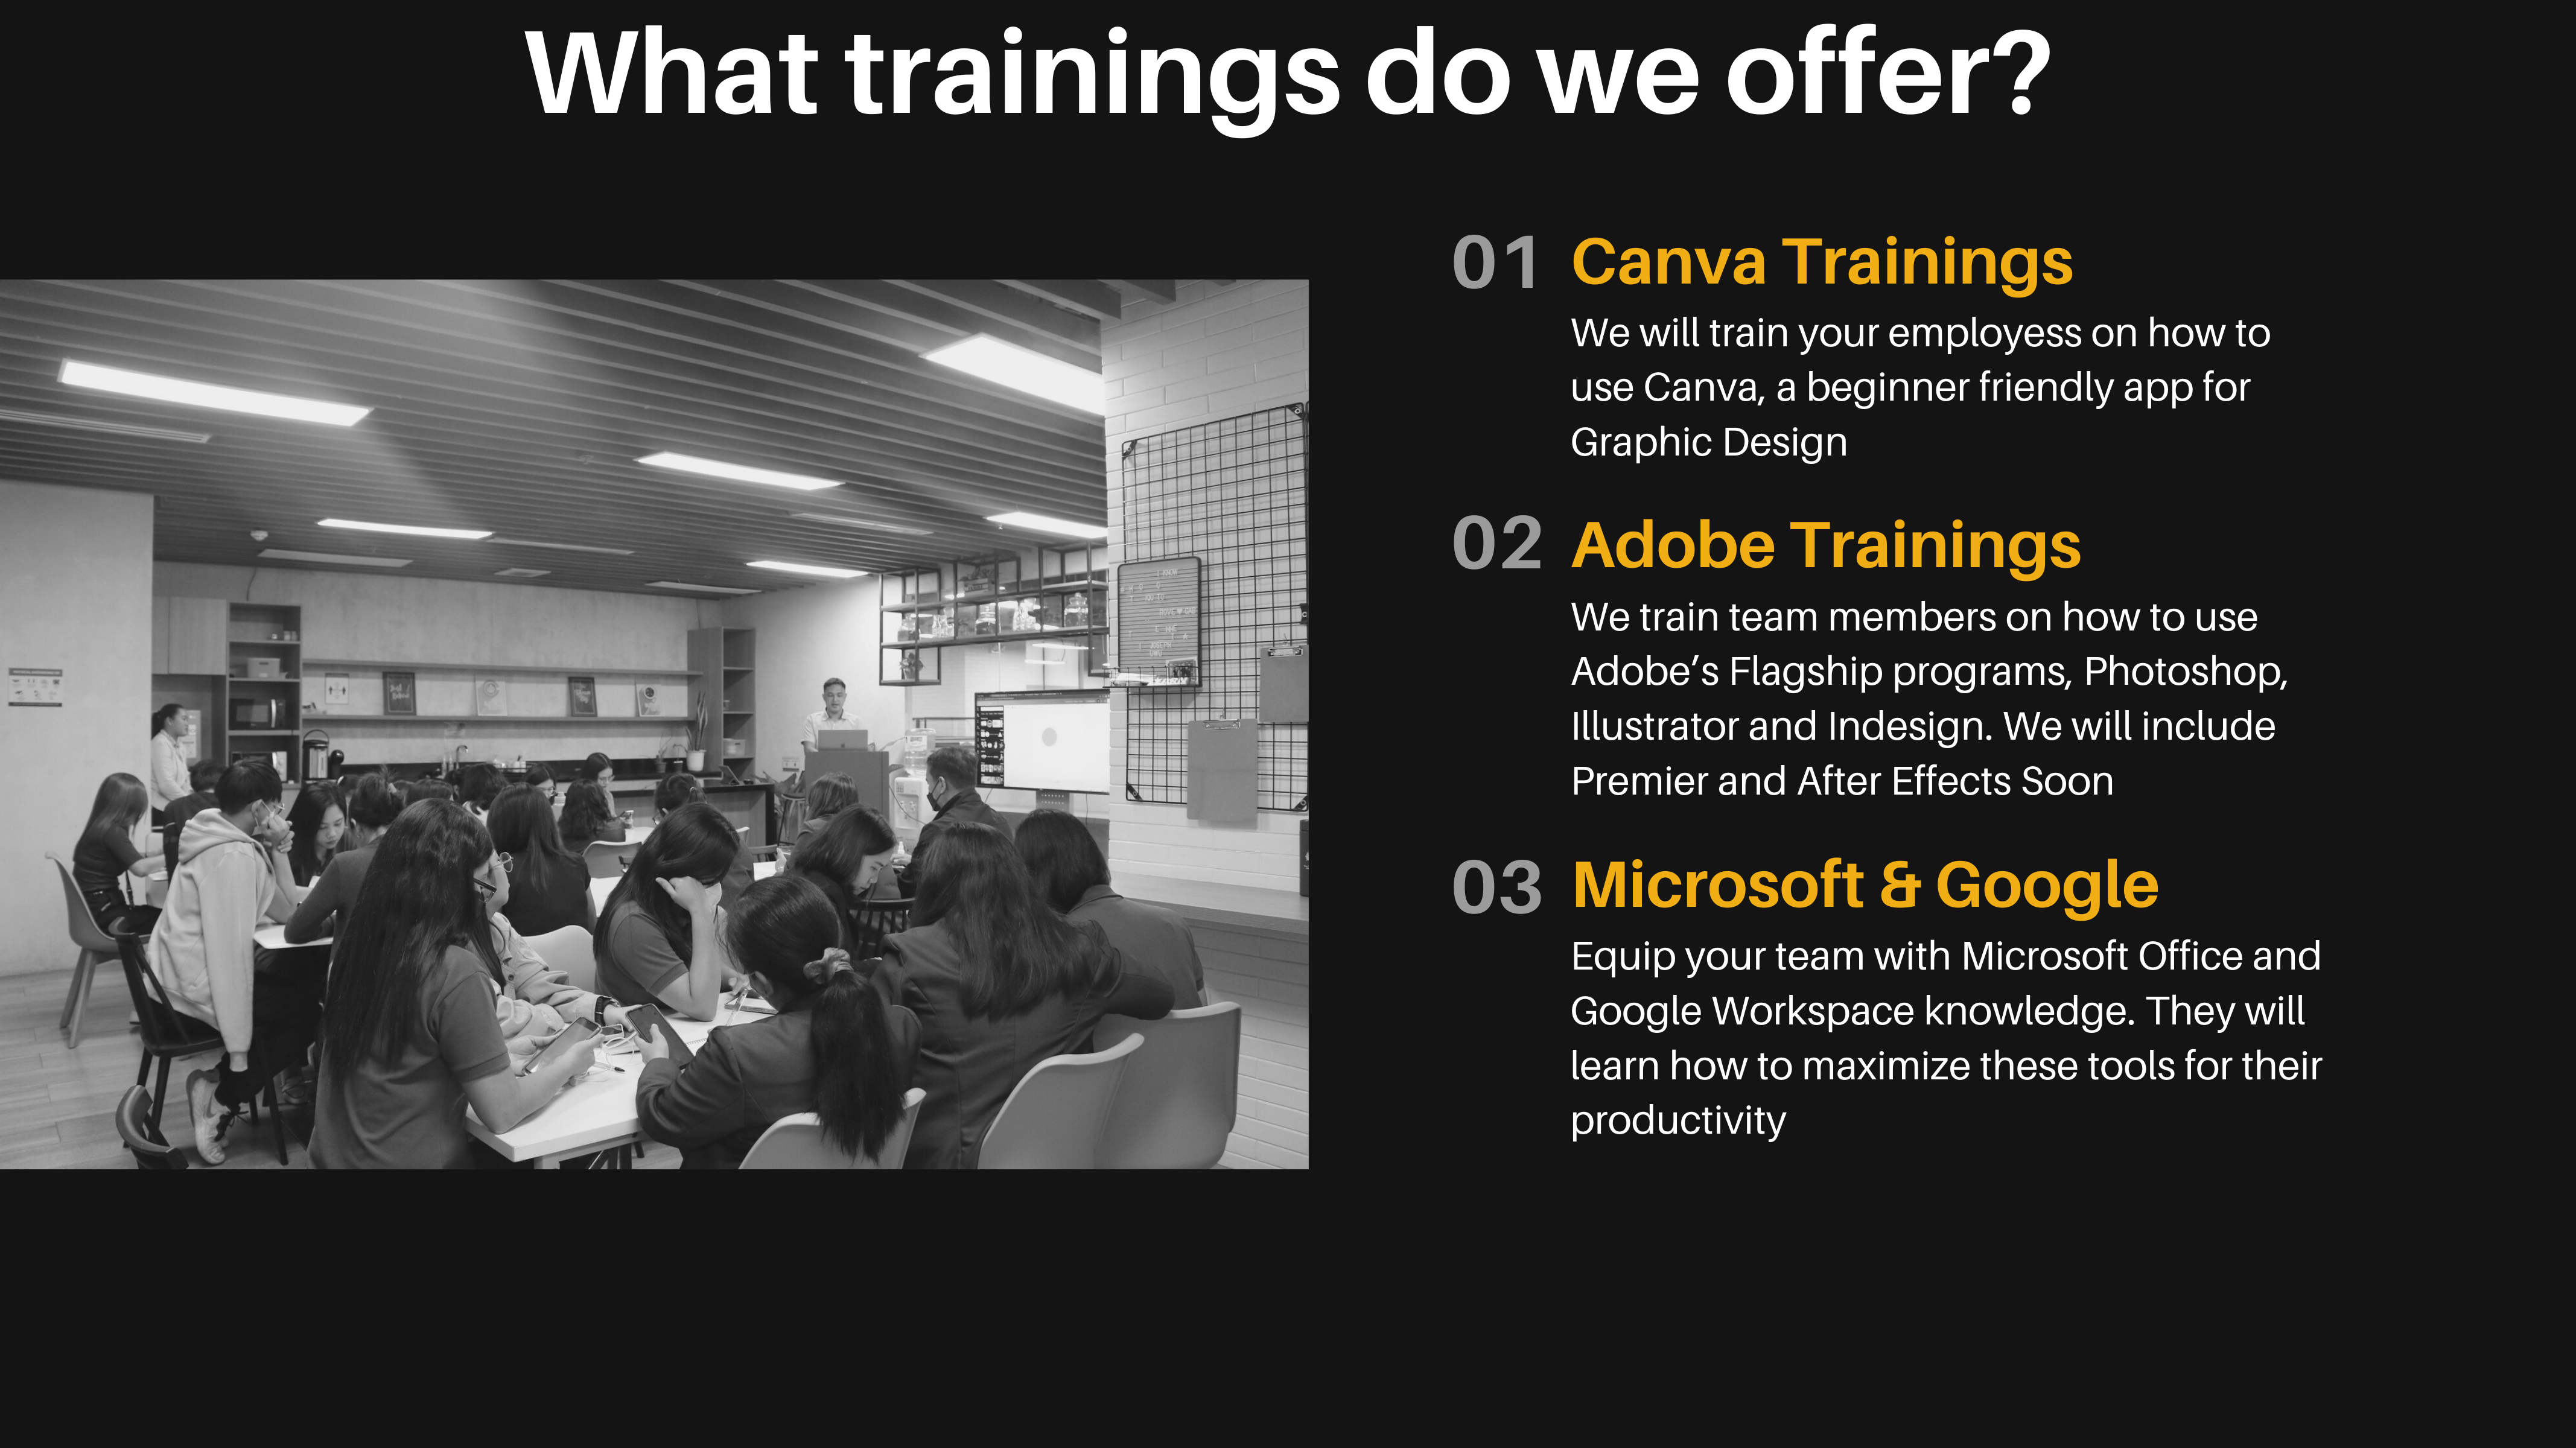 What trainings do we offer?
01 Canva Trainings
We will train your employess on how to
use Canva, a beginner friendly app for
Graphic Design
02 Adobe Trainings
We train team members on how to use
Adobe’s Flagship programs, Photoshop,
Illustrator and Indesign. We will include
Premier and After Effects Soon
03 Microsoft & Google
Equip your team with Microsoft Office and
Google Workspace knowledge. They will
learn how to maximize these tools for their
productivity